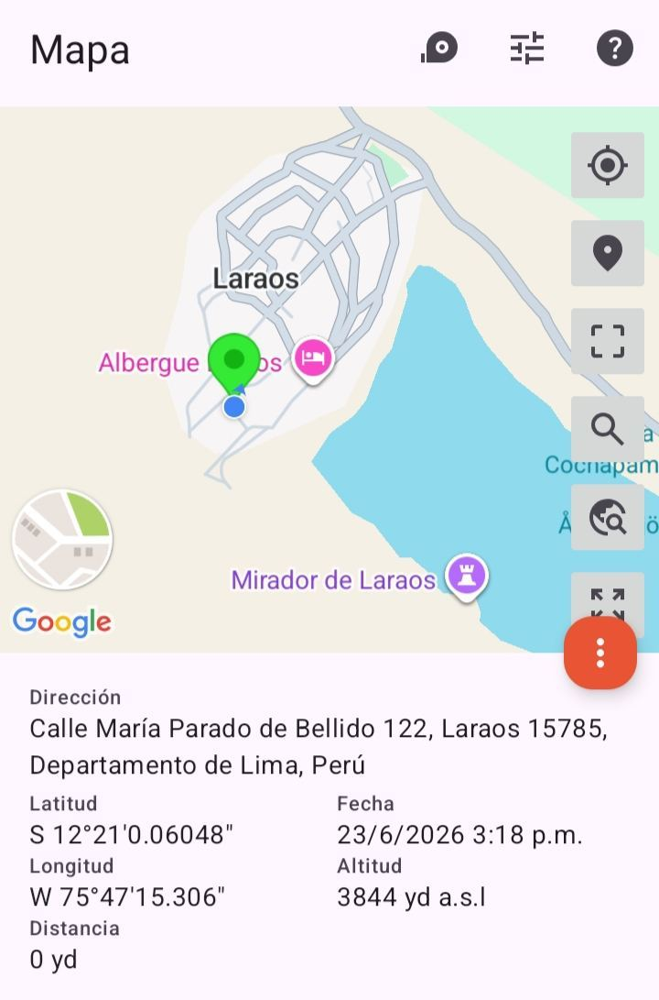 Mapa
Laraos
Albergue
Cochapam
Mirador de Laraos
Google
Dirección
Calle María Parado de Bellido 122, Laraos 15785,
Departamento de Lima, Perú
Latitud
S 12°21'0.06048"
Longitud
W 75°47'15.306"
Distancia
0 yd
Fecha
23/6/2026 3:18 p.m.
Altitud
3844 yd a.s.l